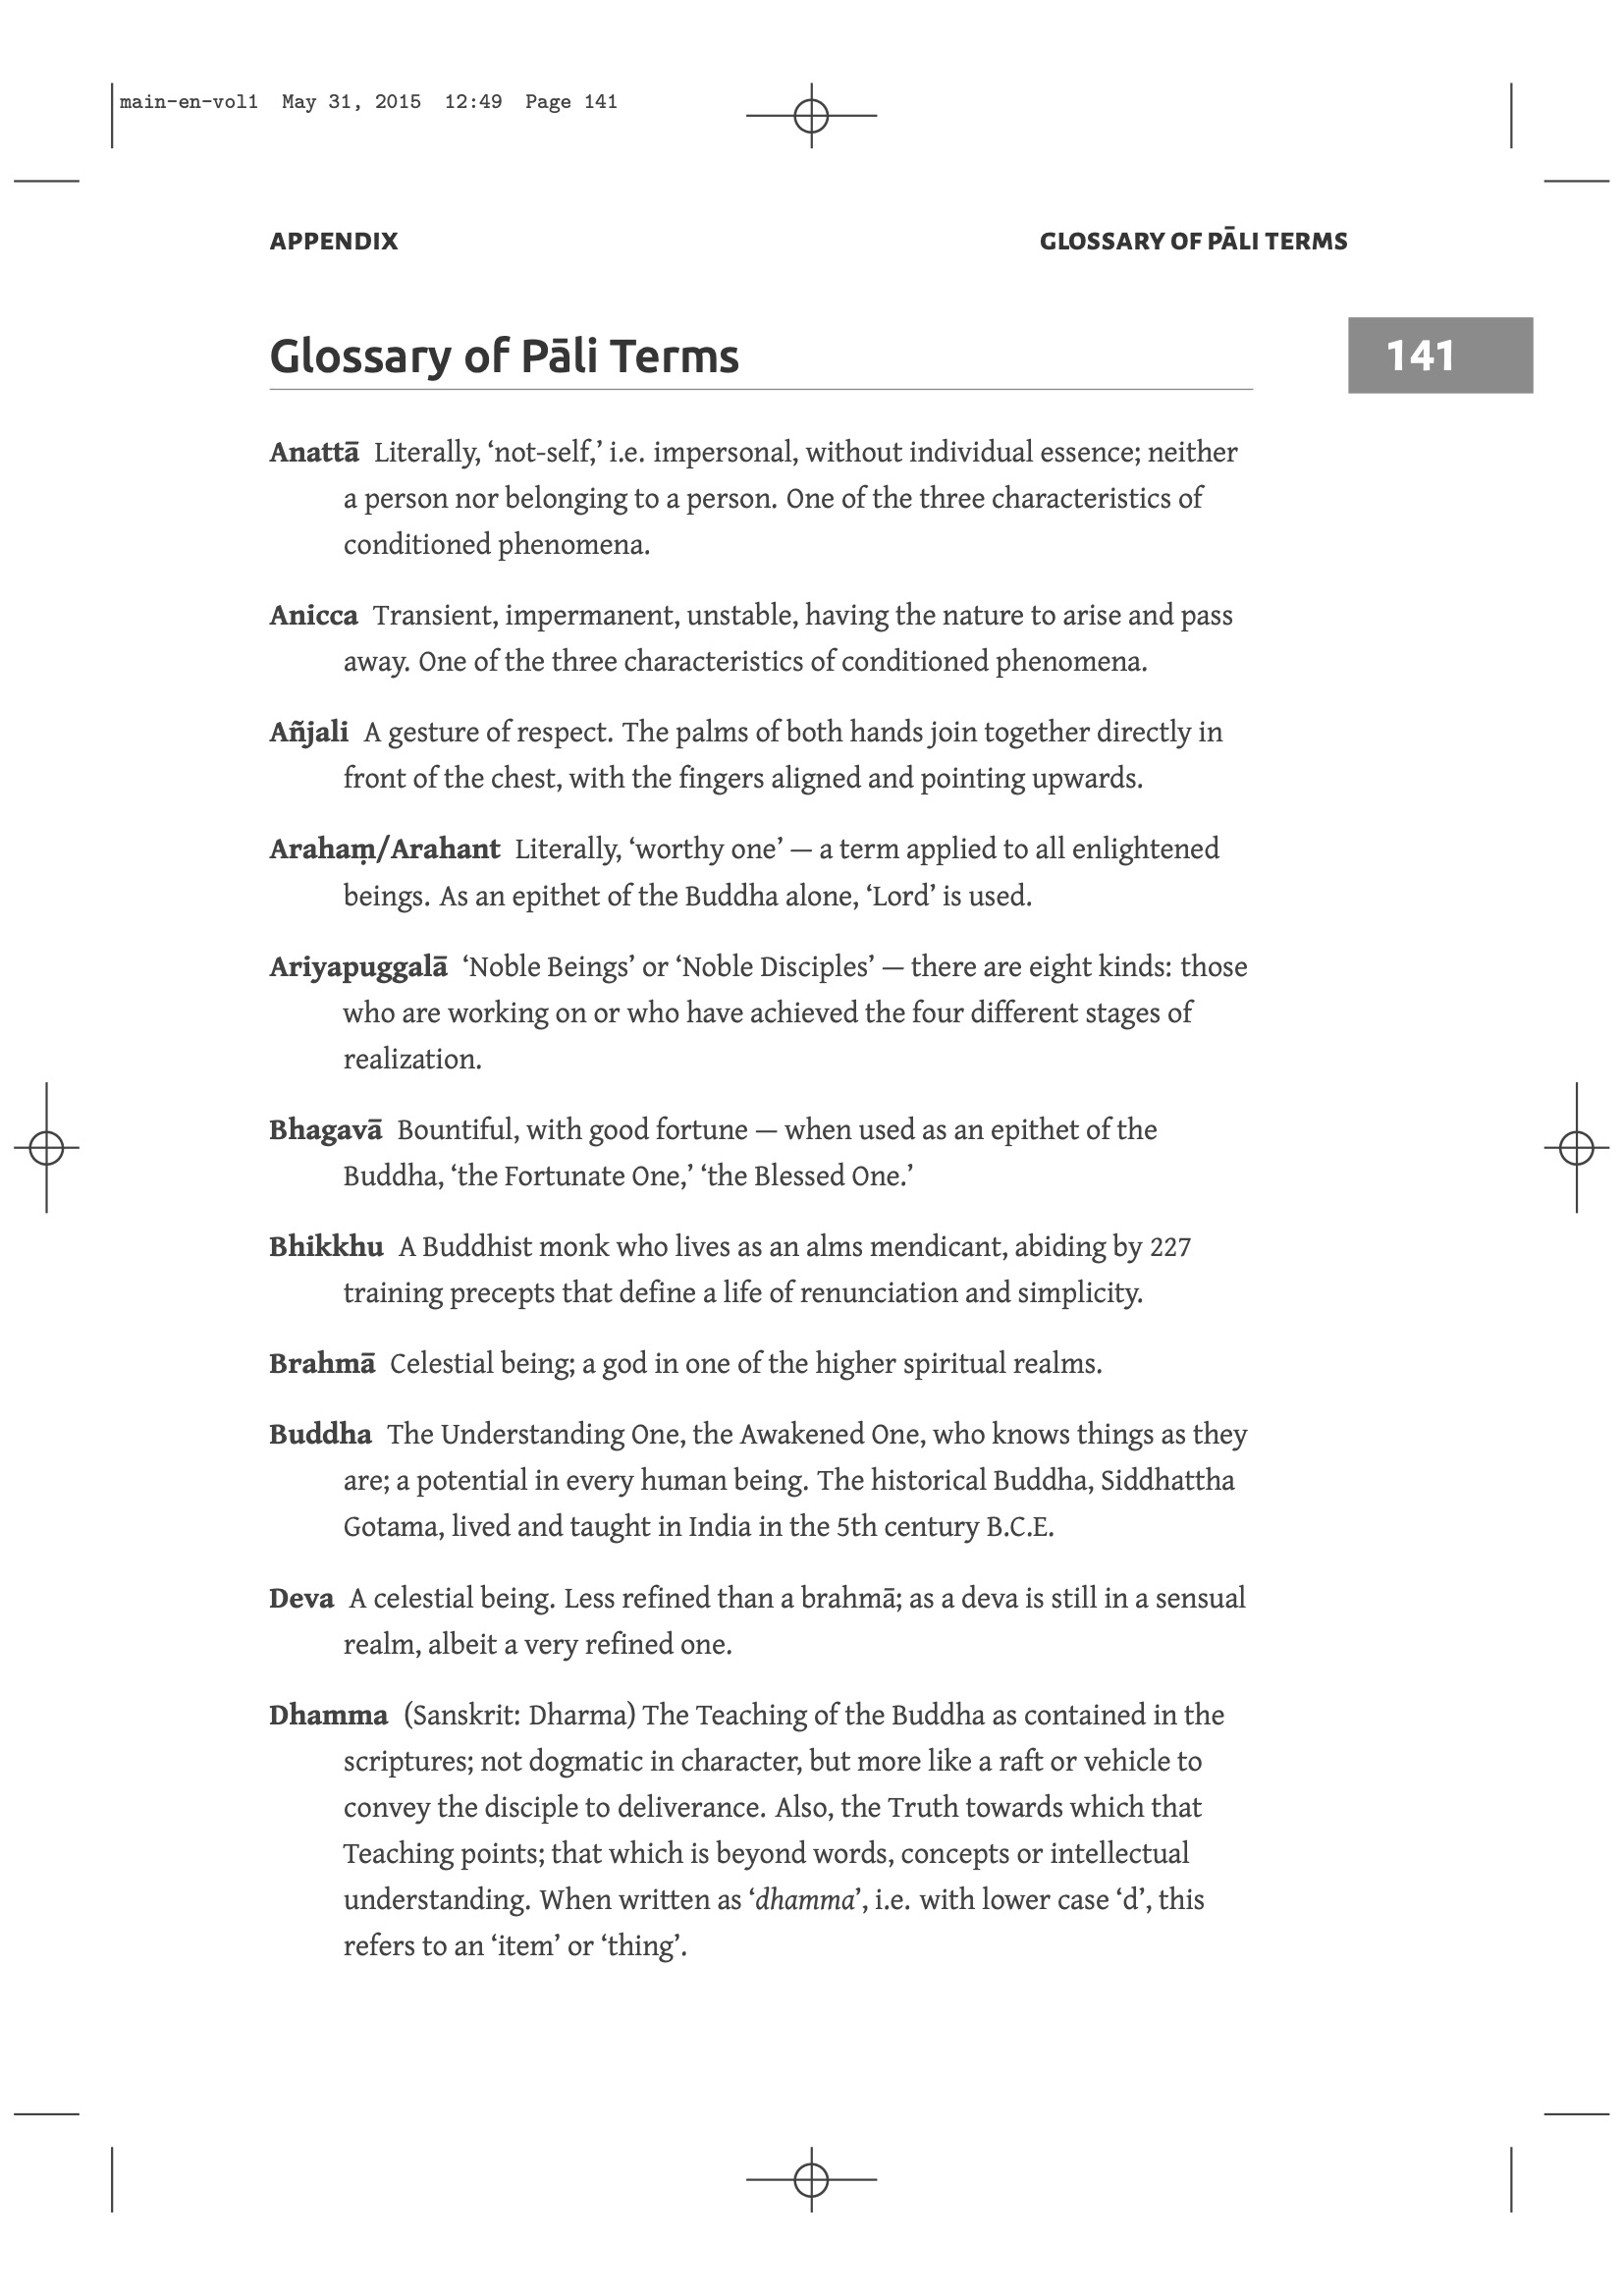 main-en-vol1 May 31, 2015 12:49 Page 141
APPENDIX
GLOSSARY OF PĀLI TERMS
Glossary of Pāli Terms
141
Anattā Literally, ‘not-self,’ i.e. impersonal, without individual essence; neither
a person nor belonging to a person. One of the three characteristics of
conditioned phenomena.
Anicca Transient, impermanent, unstable, having the nature to arise and pass
away. One of the three characteristics of conditioned phenomena.
Añjali A gesture of respect. The palms of both hands join together directly in
front of the chest, with the fingers aligned and pointing upwards.
Arahaṃ/Arahant Literally, ‘worthy one’ — a term applied to all enlightened
beings. As an epithet of the Buddha alone, ‘Lord’ is used.
Ariyapuggalā ‘Noble Beings’ or ‘Noble Disciples’ — there are eight kinds: those
who are working on or who have achieved the four different stages of
realization.
Bhagavā Bountiful, with good fortune — when used as an epithet of the
Buddha, ‘the Fortunate One,’ ‘the Blessed One.’
Bhikkhu A Buddhist monk who lives as an alms mendicant, abiding by 227
training precepts that define a life of renunciation and simplicity.
Brahmā Celestial being; a god in one of the higher spiritual realms.
Buddha The Understanding One, the Awakened One, who knows things as they
are; a potential in every human being. The historical Buddha, Siddhattha
Gotama, lived and taught in India in the 5th century B.C.E.
Deva A celestial being. Less refined than a brahmā; as a deva is still in a sensual
realm, albeit a very refined one.
Dhamma (Sanskrit: Dharma) The Teaching of the Buddha as contained in the
scriptures; not dogmatic in character, but more like a raft or vehicle to
convey the disciple to deliverance. Also, the Truth towards which that
Teaching points; that which is beyond words, concepts or intellectual
understanding. When written as ‘dhamma’, i.e. with lower case ‘d’, this
refers to an ‘item’ or ‘thing’.